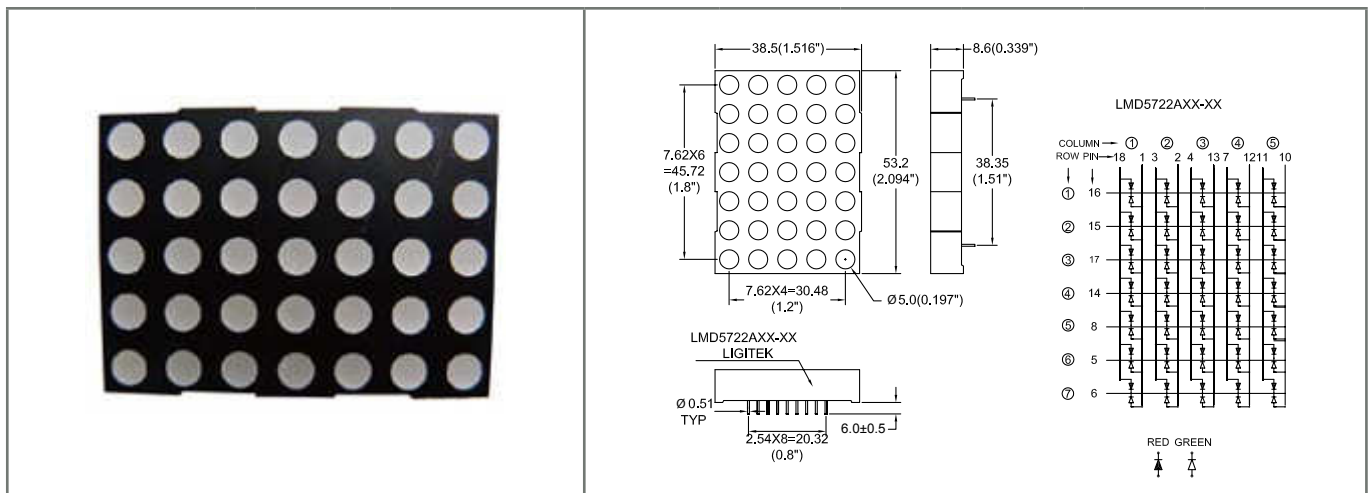 38.5(1.516")
8.6(0.339")
7.62X6
=45.72
(1.8")
53.2
(2.094")
38.35
(1.51")
7.62X4=30.48
(1.2")
Ø5.0(0.197")
LMD5722AXX-XX
LIGITEK
Ø 0.51
TYP
2.54X8=20.32
(0.8")
6.0±0.5
LMD5722AXX-XX
COLUMN ① ② ③ ④ ⑤
ROW PIN 18 1 3 2 4 13 7 12 11 10
① 16
② 15
③ 17
④ 14
⑤ 8
⑥ 5
⑦ 6
RED GREEN